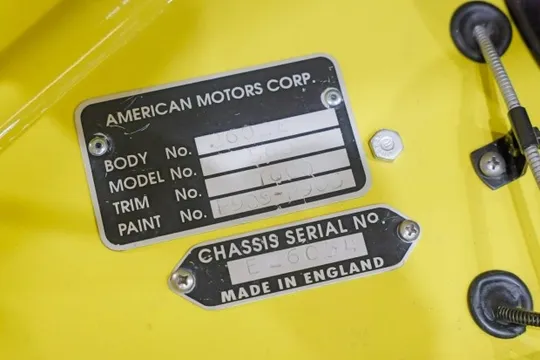 AMERICAN MOTORS CORP.
BODY No.
MODEL No.
TRIM No.
PAINT No.
CHASSIS SERIAL No.
MADE IN ENGLAND